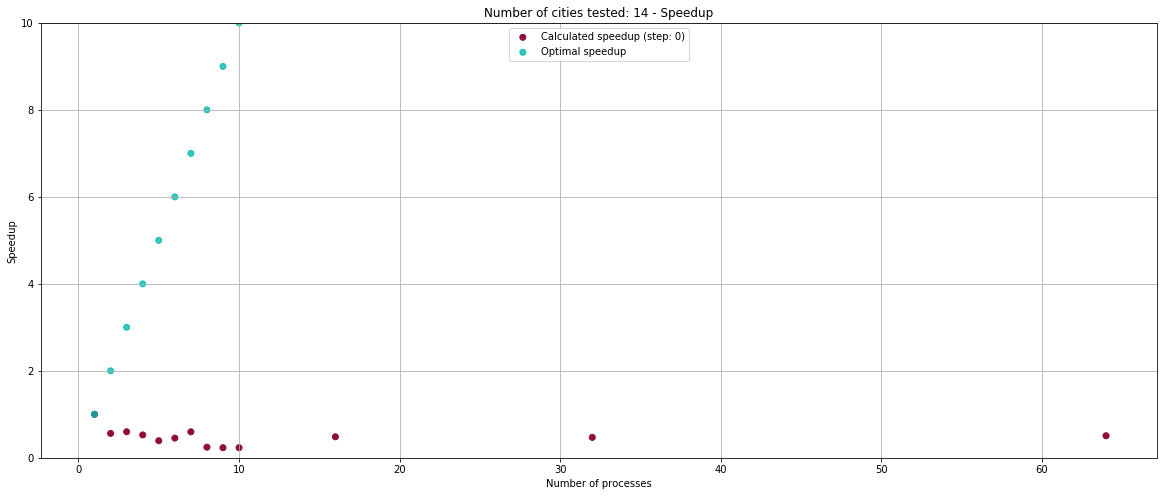 Number of cities tested: 14 - Speedup
Calculated speedup (step: 0)
Optimal speedup
10
8
6
4
2
0
Speedup
0 10 20 30 40 50 60
Number of processes